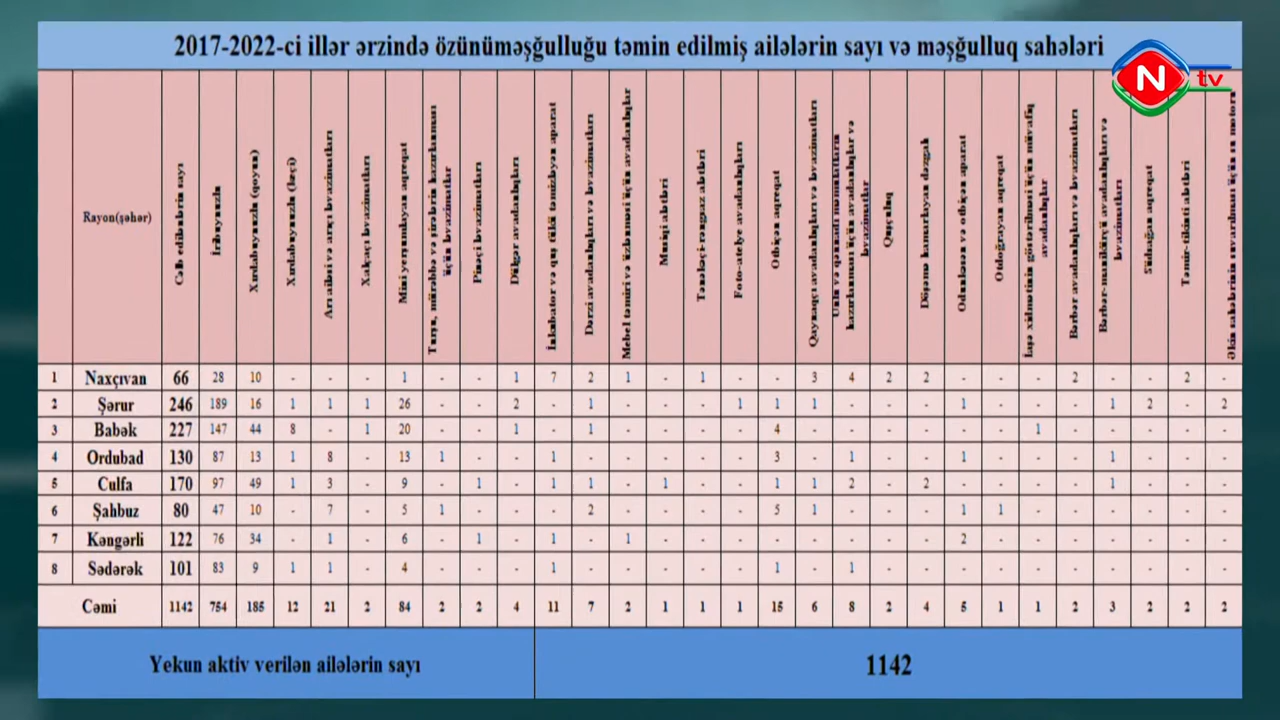 2017-2022-ci illər ərzində özünüməşğulluğu təmin edilmiş ailələrin sayı və məşğulluq sahələri
N tv
Rayon(şəhər)
Cəlb edilənlərin sayı
İribuynuzlu
Xırdabuynuzlu (qoyun)
Xırdabuynuzlu (keçi)
Arı ailəsi və arıçı ləvazimatları
Xalçaçı ləvazimatları
Mini yerşumlayan aqreqat
Turşu, mürəbbə və şirələrin hazırlanması
üçün ləvazimatlar
Pinəçi ləvazimatları
Dülgər avadanlıqları
İnkubator və quş tükü təmizləyən aparat
Dərzi avadanlıqları və ləvazimatları
Mebel təmiri və üzlənməsi üçün avadanlıqlar
Musiqi alətləri
Tənəkəçi-rəngsaz alətləri
Foto-atelye avadanlıqları
Otbiçən aqreqat
Qaynaqçı avadanlıqları və ləvazimatları
Unlu və qənnadı məmulatların
hazırlanması üçün avadanlıqlar və
ləvazimatlar
Quşçuluq
Döşəmə hamarlayan dəzgah
Odunkəsən və otbiçən aparat
Otdoğrayan aqreqat
İaşə xidmətinin göstərilməsi üçün müvafiq
avadanlıqlar
Bərbər avadanlıqları və ləvazimatları
Bərbər-manikürçü avadanlıqları və
ləvazimatları
Südsağan aqreqat
Təmir-tikinti alətləri
Əkin sahələrinin suvarılması üçün su motoru
1 Naxçıvan 66 28 10 - - - 1 - - 1 7 2 1 - 1 - - 3 4 2 2 - - - 2 - - 2 -
2 Şərur 246 189 16 1 1 1 26 - - 2 - 1 - - - 1 1 1 - - - 1 - - - 1 2 - 2
3 Babək 227 147 44 8 - 1 20 - - 1 - 1 - - - - 4 - - - - - - 1 - - - - -
4 Ordubad 130 87 13 1 8 - 13 1 - - 1 - - - - - 3 - 1 - - 1 - - - 1 - - -
5 Culfa 170 97 49 1 3 - 9 - 1 - 1 1 - 1 - - 1 1 2 - 2 - - - - 1 - - -
6 Şahbuz 80 47 10 - 7 - 5 1 - - - 2 - - - - 5 1 - - - 1 1 - - - - - -
7 Kəngərli 122 76 34 - 1 - 6 - 1 - 1 - 1 - - - - - - - - 2 - - - - - - -
8 Sədərək 101 83 9 1 1 - 4 - - - 1 - - - - - 1 - 1 - - - - - - - - - -
Cəmi 1142 754 185 12 21 2 84 2 2 4 11 7 2 1 1 1 15 6 8 2 4 5 1 1 2 3 2 2 2
Yekun aktiv verilən ailələrin sayı 1142